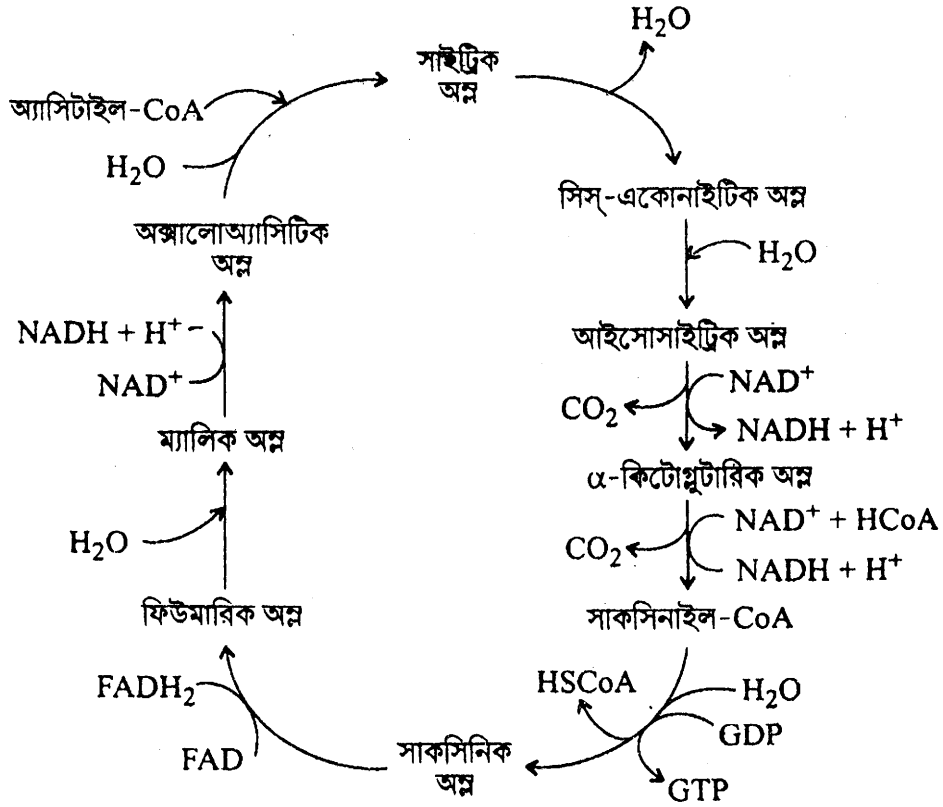 H₂O
সাইট্রিক
অম্ল
অ্যাসিটাইল-CoA
H₂O
সিস্-একোনাইটিক অম্ল
অক্সালোঅ্যাসিটিক
অম্ল
H₂O
আইসোসাইট্রিক অম্ল
NADH + H⁺
NAD⁺
NAD⁺
CO₂
NADH + H⁺
ম্যালিক অম্ল
α-কিটোগ্লুটারিক অম্ল
NAD⁺ + HCoA
H₂O
CO₂
NADH + H⁺
ফিউমারিক অম্ল
সাকসিনাইল-CoA
FADH₂
HSCoA
H₂O
GDP
FAD
সাকসিনিক
অম্ল
GTP